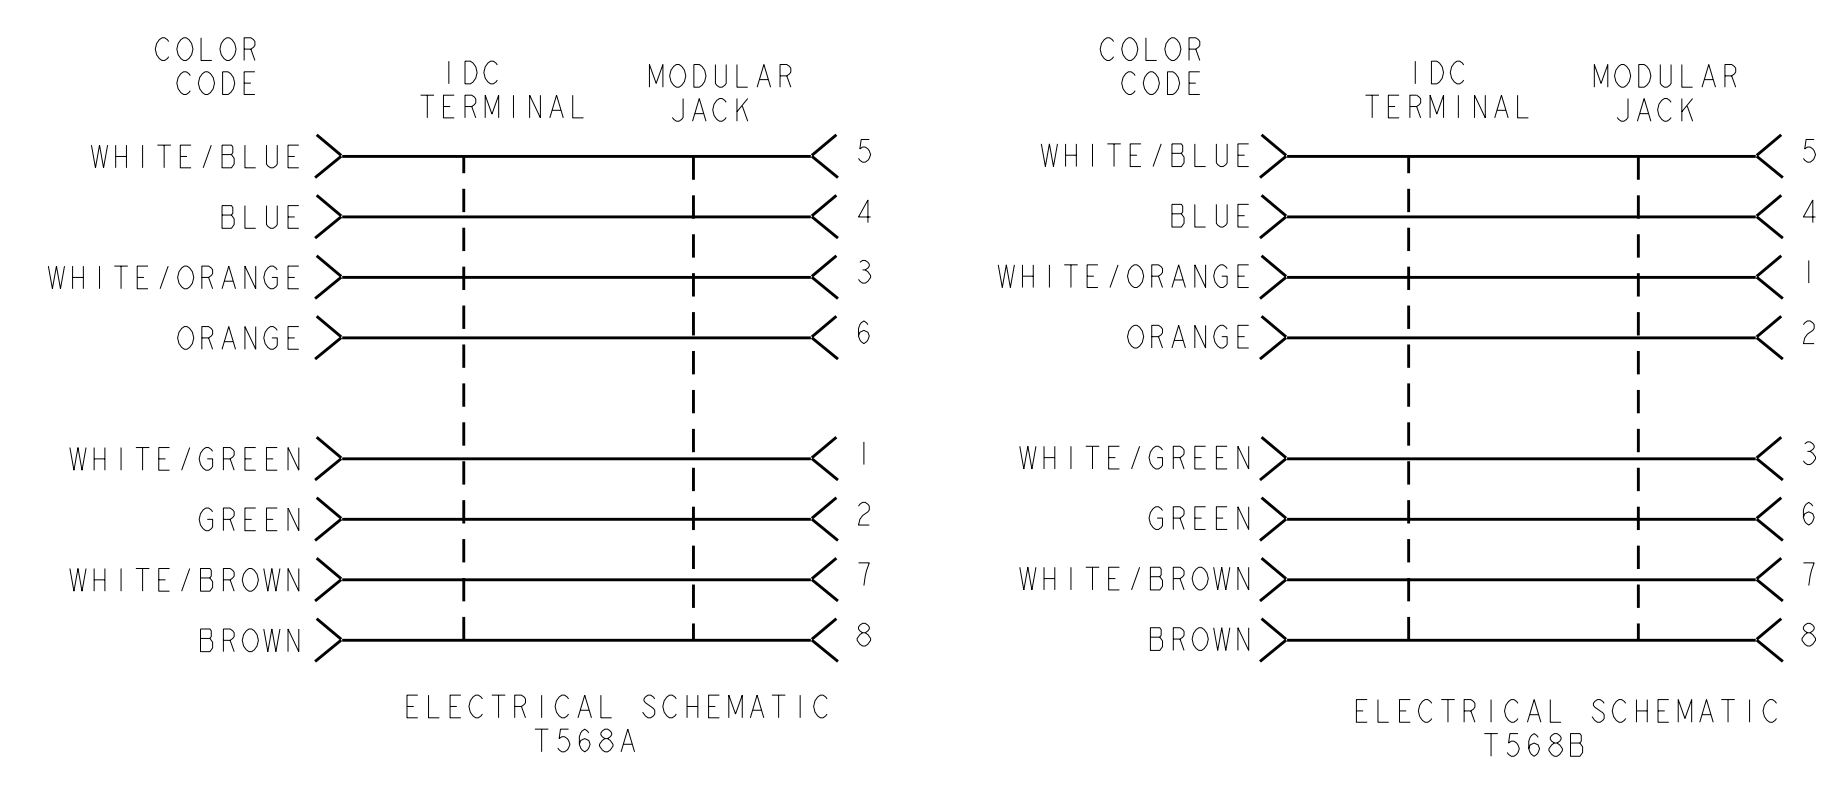 COLOR
CODE
IDC
TERMINAL
MODULAR
JACK
WHITE/BLUE 5
BLUE 4
WHITE/ORANGE 3
ORANGE 6
WHITE/GREEN 1
GREEN 2
WHITE/BROWN 7
BROWN 8
ELECTRICAL SCHEMATIC
T568A
COLOR
CODE
IDC
TERMINAL
MODULAR
JACK
WHITE/BLUE 5
BLUE 4
WHITE/ORANGE 1
ORANGE 2
WHITE/GREEN 3
GREEN 6
WHITE/BROWN 7
BROWN 8
ELECTRICAL SCHEMATIC
T568B